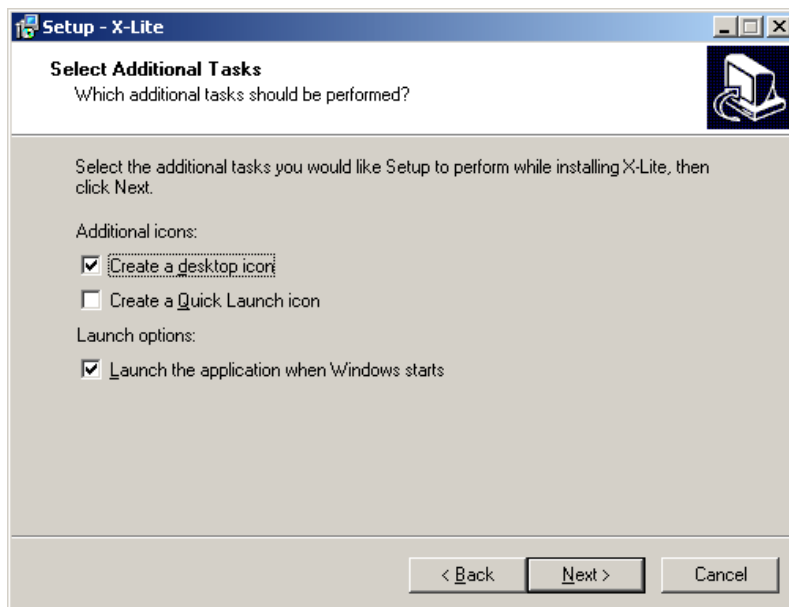 Setup - X-Lite
Select Additional Tasks
Which additional tasks should be performed?
Select the additional tasks you would like Setup to perform while installing X-Lite, then
click Next.
Additional icons:
Create a desktop icon
Create a Quick Launch icon
Launch options:
Launch the application when Windows starts
< Back
Next >
Cancel